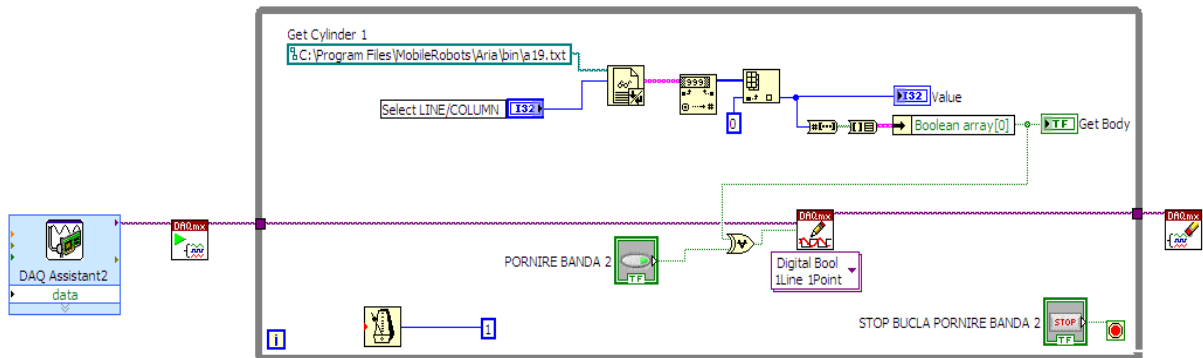 Get Cylinder 1
C:\Program Files\MobileRobots\Aria\bin\a19.txt
Select LINE/COLUMN
I32
999
0
I32
Value
#[...]
Boolean array[0]
TF
Get Body
DAQ Assistant2
data
DAQmx
PORNIRE BANDA 2
TF
DAQmx
Digital Bool
1Line 1Point
DAQmx
i
1
STOP BUCLA PORNIRE BANDA 2
STOP
TF